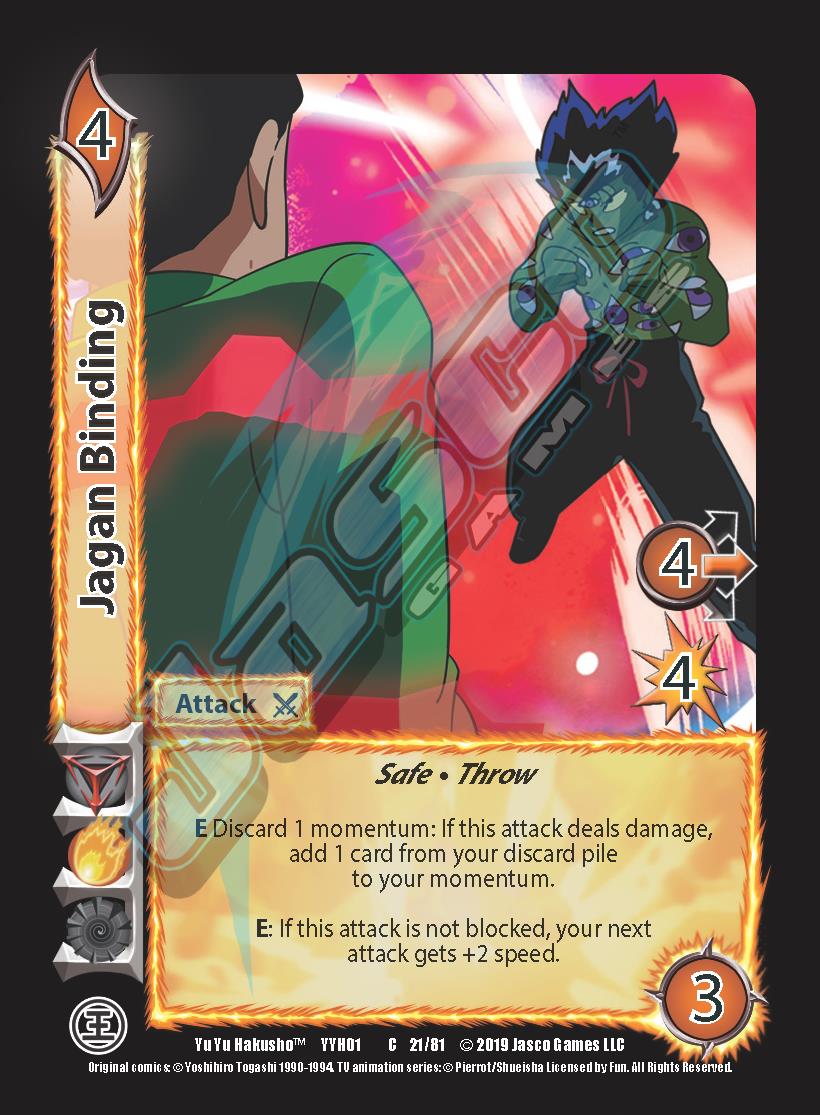 4
Jagan Binding
4
4
Attack
Safe • Throw
E Discard 1 momentum: If this attack deals damage,
add 1 card from your discard pile
to your momentum.
E: If this attack is not blocked, your next
attack gets +2 speed.
3
王
Yu Yu Hakusho™ YYH01 C 21/81 © 2019 Jasco Games LLC
Original comics: © Yoshihiro Togashi 1990-1994. TV animation series: © Pierrot/Shueisha Licensed by Fun. All Rights Reserved.
JASCO
GAMES